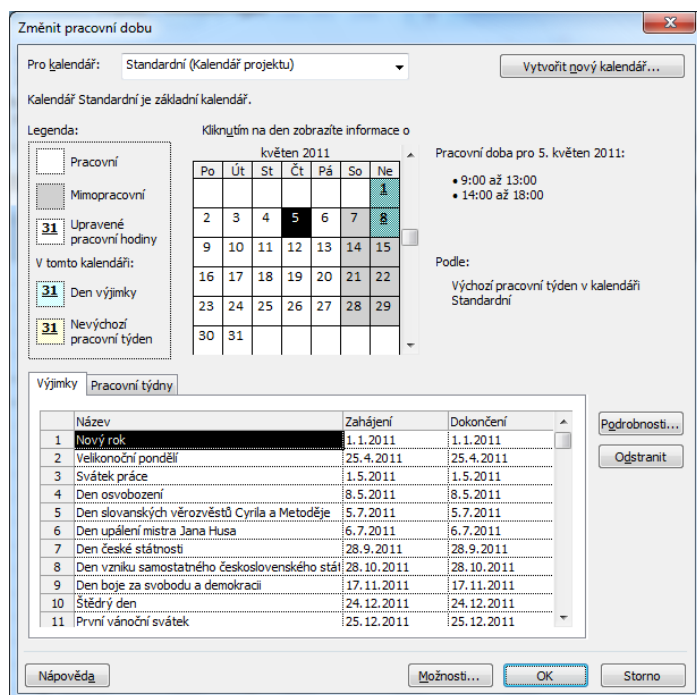 Změnit pracovní dobu
Pro kalendář: Standardní (Kalendář projektu) Vytvořit nový kalendář...
Kalendář Standardní je základní kalendář.
Legenda:
Pracovní
Mimopracovní
31 Upravené
pracovní hodiny
V tomto kalendáři:
31 Den výjimky
31 Nevýchozí
pracovní týden
Kliknutím na den zobrazíte informace o
květen 2011
Po Út St Čt Pá So Ne
1
2 3 4 5 6 7 8
9 10 11 12 13 14 15
16 17 18 19 20 21 22
23 24 25 26 27 28 29
30 31
Pracovní doba pro 5. květen 2011:
• 9:00 až 13:00
• 14:00 až 18:00
Podle:
Výchozí pracovní týden v kalendáři
Standardní
Výjimky Pracovní týdny
Název Zahájení Dokončení
1 Nový rok 1.1.2011 1.1.2011
2 Velikonoční pondělí 25.4.2011 25.4.2011
3 Svátek práce 1.5.2011 1.5.2011
4 Den osvobození 8.5.2011 8.5.2011
5 Den slovanských věrozvěstů Cyrila a Metoděje 5.7.2011 5.7.2011
6 Den upálení mistra Jana Husa 6.7.2011 6.7.2011
7 Den české státnosti 28.9.2011 28.9.2011
8 Den vzniku samostatného československého stát 28.10.2011 28.10.2011
9 Den boje za svobodu a demokracii 17.11.2011 17.11.2011
10 Štědrý den 24.12.2011 24.12.2011
11 První vánoční svátek 25.12.2011 25.12.2011
Podrobnosti...
Odstranit
Nápověda Možnosti... OK Storno